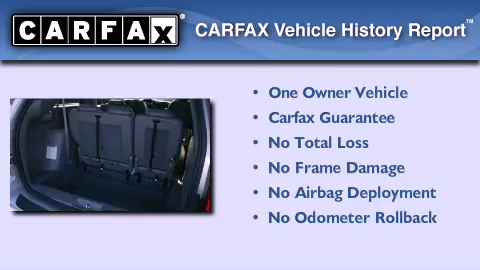 CARFAX®
CARFAX Vehicle History Report™
• One Owner Vehicle
• Carfax Guarantee
• No Total Loss
• No Frame Damage
• No Airbag Deployment
• No Odometer Rollback